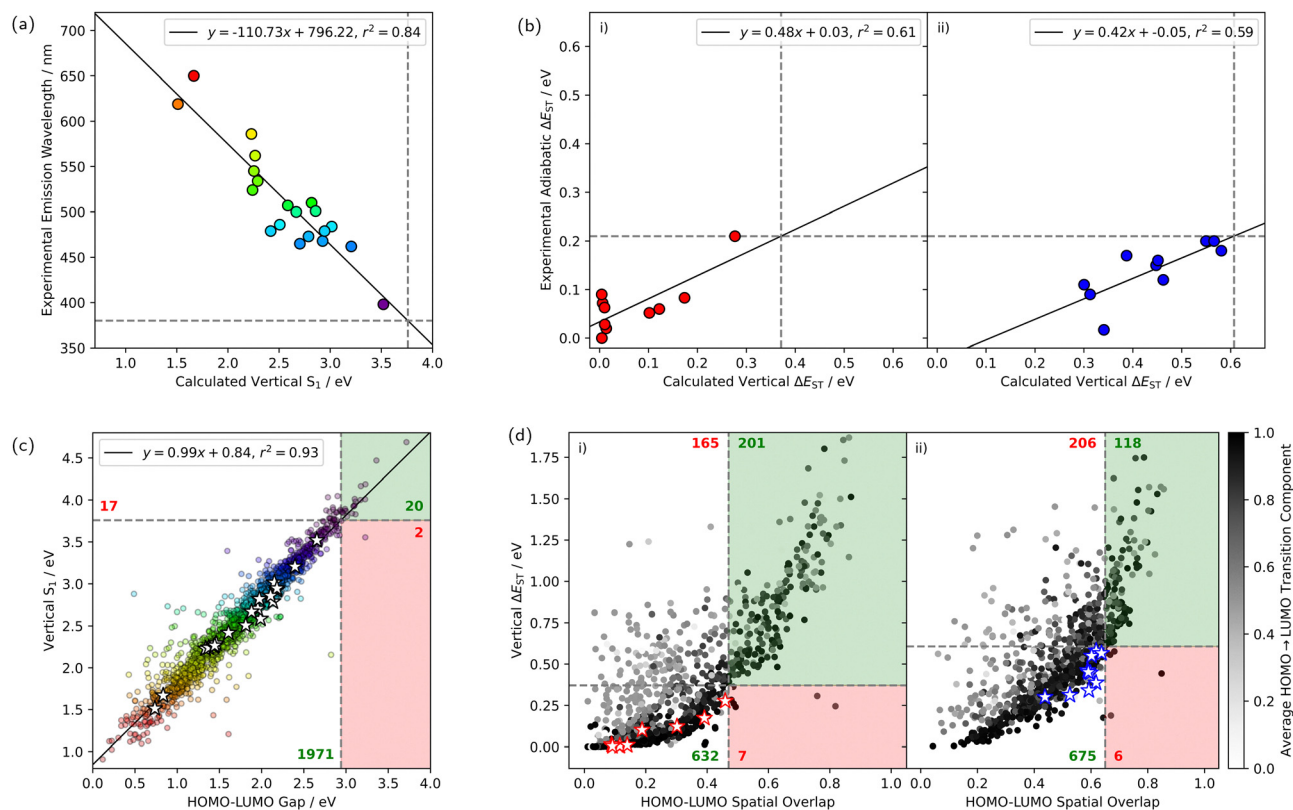 (a)
y = -110.73x + 796.22, r² = 0.84
700
650
600
550
500
450
400
350
Experimental Emission Wavelength / nm
1.0 1.5 2.0 2.5 3.0 3.5 4.0
Calculated Vertical S₁ / eV
(b)
i)
y = 0.48x + 0.03, r² = 0.61
ii)
y = 0.42x + -0.05, r² = 0.59
0.6
0.5
0.4
0.3
0.2
0.1
0.0
Experimental Adiabatic ΔE_ST / eV
0.0 0.1 0.2 0.3 0.4 0.5 0.6
0.0 0.1 0.2 0.3 0.4 0.5 0.6
Calculated Vertical ΔE_ST / eV
Calculated Vertical ΔE_ST / eV
(c)
y = 0.99x + 0.84, r² = 0.93
4.5
4.0
3.5
3.0
2.5
2.0
1.5
1.0
Vertical S₁ / eV
17
20
2
1971
0.0 0.5 1.0 1.5 2.0 2.5 3.0 3.5 4.0
HOMO-LUMO Gap / eV
(d)
i)
165
201
ii)
206
118
1.75
1.50
1.25
1.00
0.75
0.50
0.25
0.00
Vertical ΔE_ST / eV
632
7
675
6
0.0 0.2 0.4 0.6 0.8 1.0
0.0 0.2 0.4 0.6 0.8 1.0
HOMO-LUMO Spatial Overlap
HOMO-LUMO Spatial Overlap
1.0
0.8
0.6
0.4
0.2
0.0
Average HOMO→LUMO Transition Component